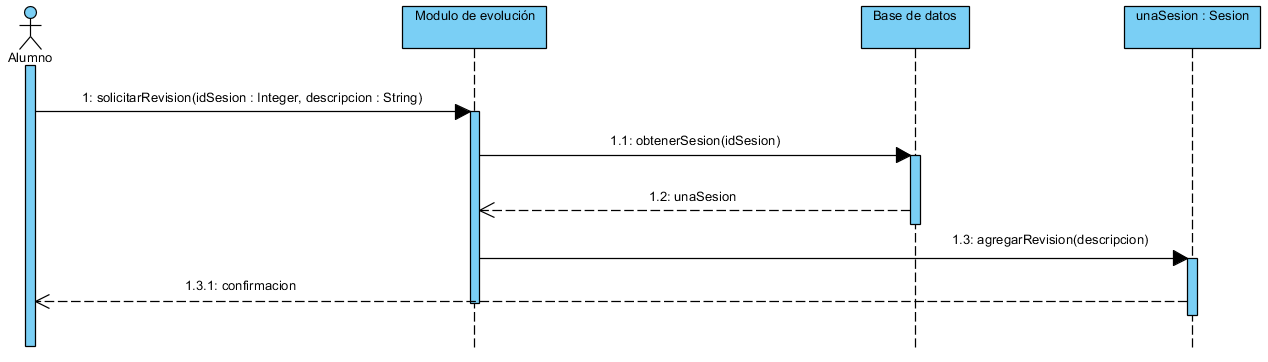 Modulo de evolución
Base de datos
unaSesion : Sesion
Alumno
1: solicitarRevision(idSesion : Integer, descripcion : String)
1.1: obtenerSesion(idSesion)
1.2: unaSesion
1.3: agregarRevision(descripcion)
1.3.1: confirmacion